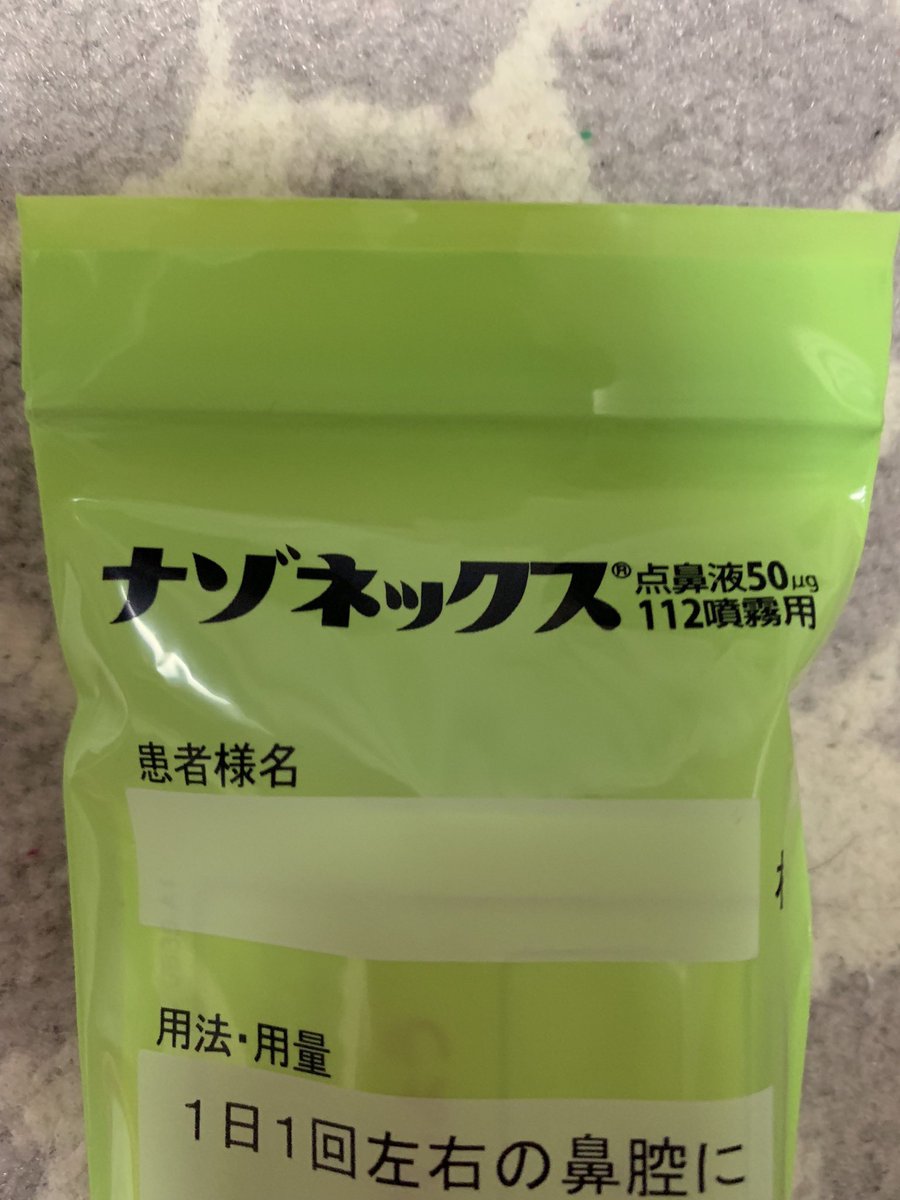 ナゾネックス® 点鼻液50μg
112噴霧用
患者様名
用法・用量
1日1回左右の鼻腔に